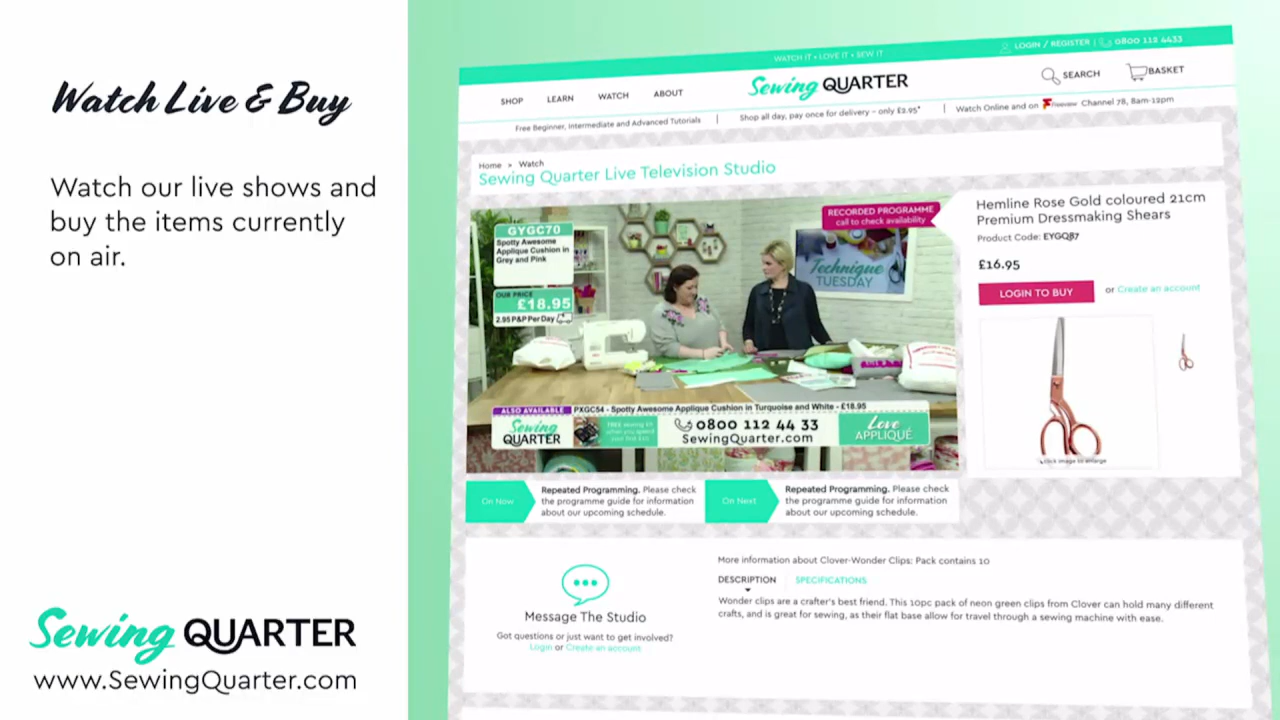 Watch Live & Buy
Watch our live shows and
buy the items currently
on air.
Sewing QUARTER
www.SewingQuarter.com
WATCH IT • LOVE IT • SEW IT
LOGIN / REGISTER | 0800 112 4433
SHOP LEARN WATCH ABOUT
Sewing QUARTER
SEARCH BASKET
Free Beginner, Intermediate and Advanced Tutorials | Shop all day, pay once for delivery – only £2.95* | Watch Online and on Freeview Channel 78, 8am-12pm
Home > Watch
Sewing Quarter Live Television Studio
GYGC70
Spotty Awesome
Applique Cushion in
Grey and Pink
OUR PRICE
£18.95
2.95 P&P Per Day
RECORDED PROGRAMME
call to check availability
Technique
TUESDAY
ALSO AVAILABLE PXGC54 - Spotty Awesome Applique Cushion in Turquoise and White - £18.95
Sewing
QUARTER
0800 112 44 33
SewingQuarter.com
Love
APPLIQUÉ
Hemline Rose Gold coloured 21cm
Premium Dressmaking Shears
Product Code: EYGQB7
£16.95
LOGIN TO BUY or Create an account
Click image to enlarge
On Now
Repeated Programming. Please check
the programme guide for information
about our upcoming schedule.
On Next
Repeated Programming. Please check
the programme guide for information
about our upcoming schedule.
Message The Studio
Got questions or just want to get involved?
Login or Create an account
More information about Clover-Wonder Clips: Pack contains 10
DESCRIPTION SPECIFICATIONS
Wonder clips are a crafter's best friend. This 10pc pack of neon green clips from Clover can hold many different
crafts, and is great for sewing, as their flat base allow for travel through a sewing machine with ease.